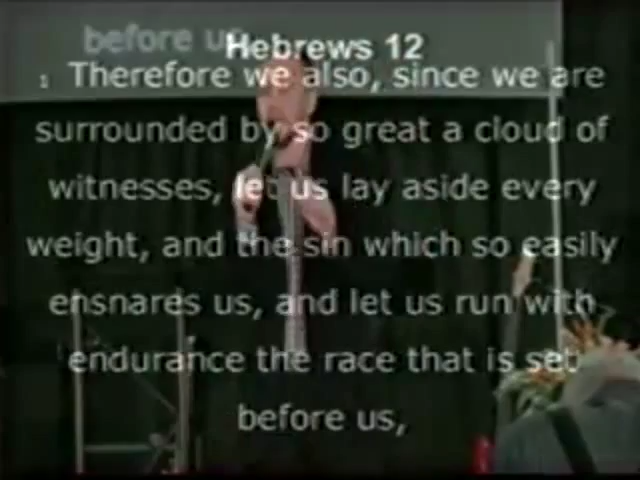 before us
Hebrews 12
1 Therefore we also, since we are
surrounded by so great a cloud of
witnesses, let us lay aside every
weight, and the sin which so easily
ensnares us, and let us run with
endurance the race that is set
before us,